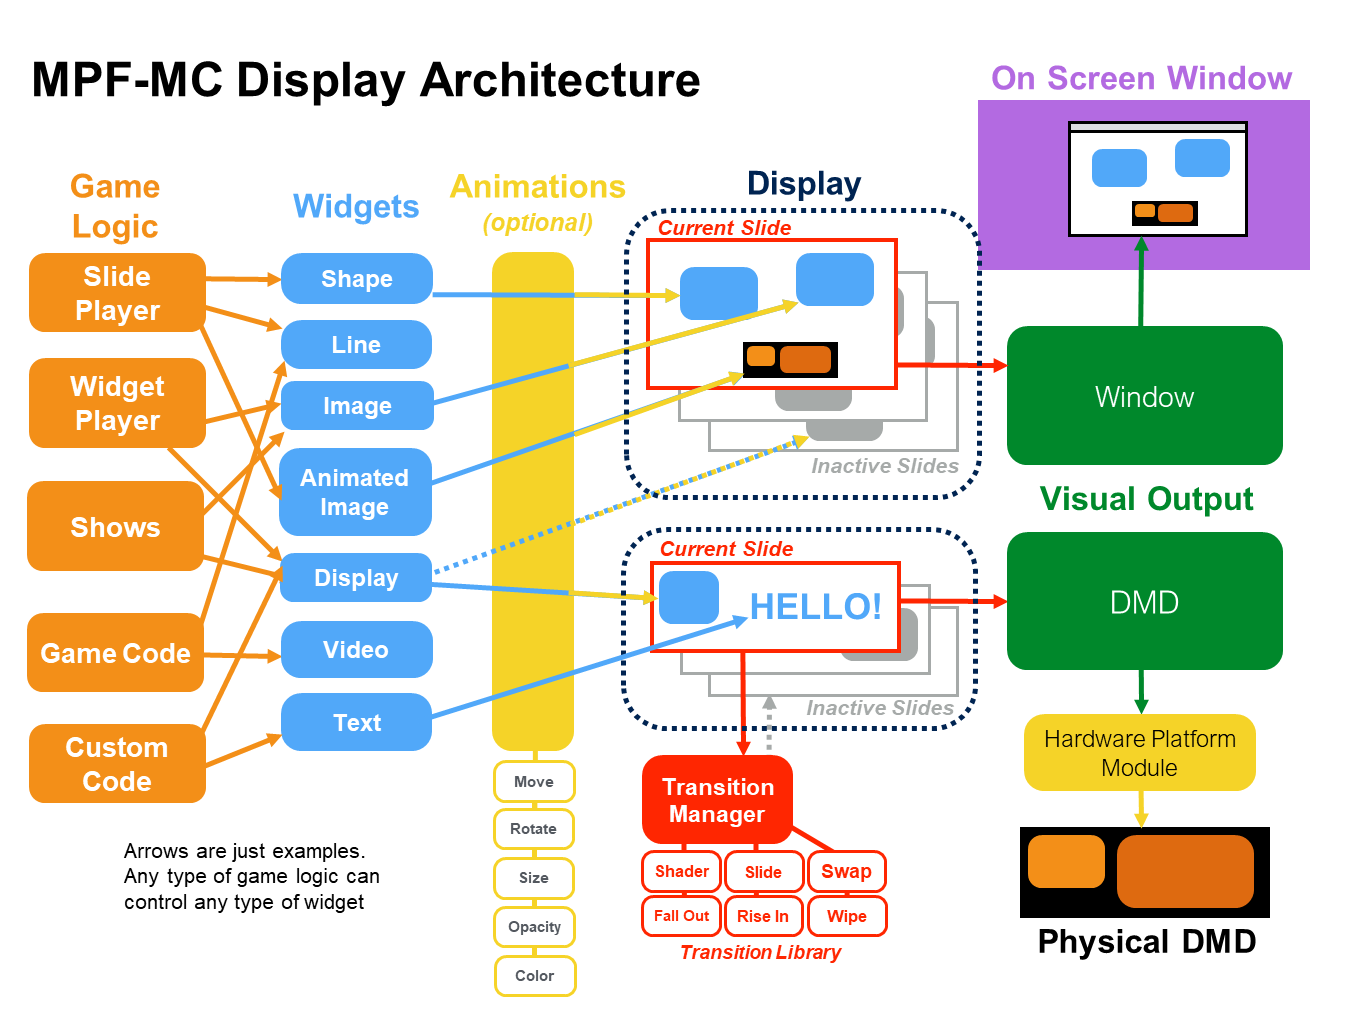 MPF-MC Display Architecture
On Screen Window
Game
Logic
Widgets
Animations
(optional)
Display
Slide
Player
Widget
Player
Shows
Game Code
Custom
Code
Shape
Line
Image
Animated
Image
Display
Video
Text
Move
Rotate
Size
Opacity
Color
Current Slide
Inactive Slides
Current Slide
HELLO!
Inactive Slides
Transition
Manager
Shader
Slide
Swap
Fall Out
Rise In
Wipe
Transition Library
Window
Visual Output
DMD
Hardware Platform
Module
Physical DMD
Arrows are just examples.
Any type of game logic can
control any type of widget